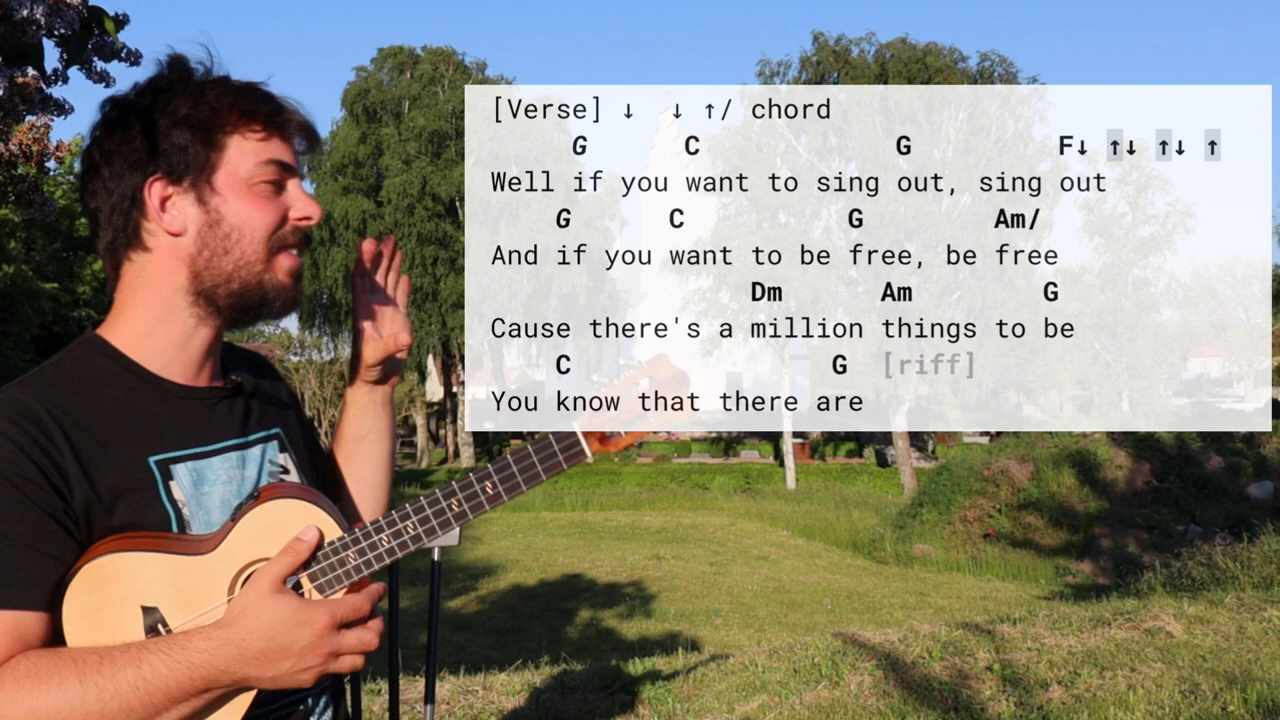 [Verse] ↓  ↓ ↑/ chord
     G      C            G         F↓ ↑↓ ↑↓ ↑
Well if you want to sing out, sing out
    G      C          G        Am/
And if you want to be free, be free
                Dm      Am        G
Cause there's a million things to be
    C                G  [riff]
You know that there are